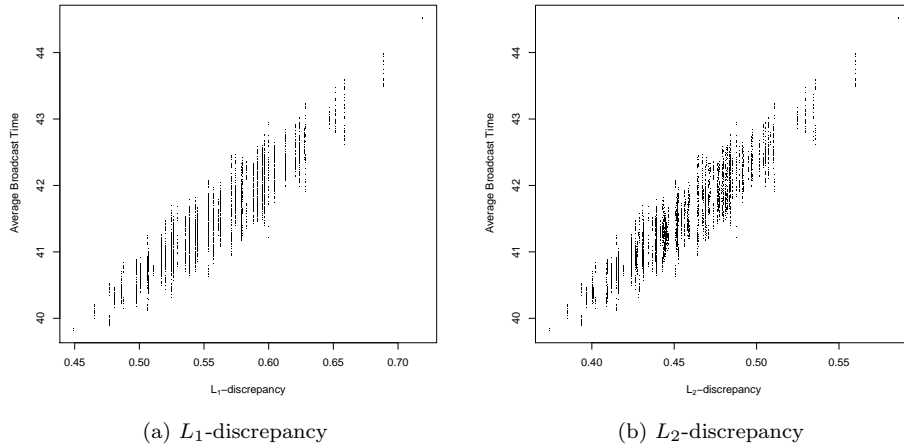 Average Broadcast Time
44
43
42
41
40
0.45 0.50 0.55 0.60 0.65 0.70
L₁−discrepancy
(a) L₁-discrepancy
Average Broadcast Time
44
43
42
41
40
0.40 0.45 0.50 0.55
L₂−discrepancy
(b) L₂-discrepancy